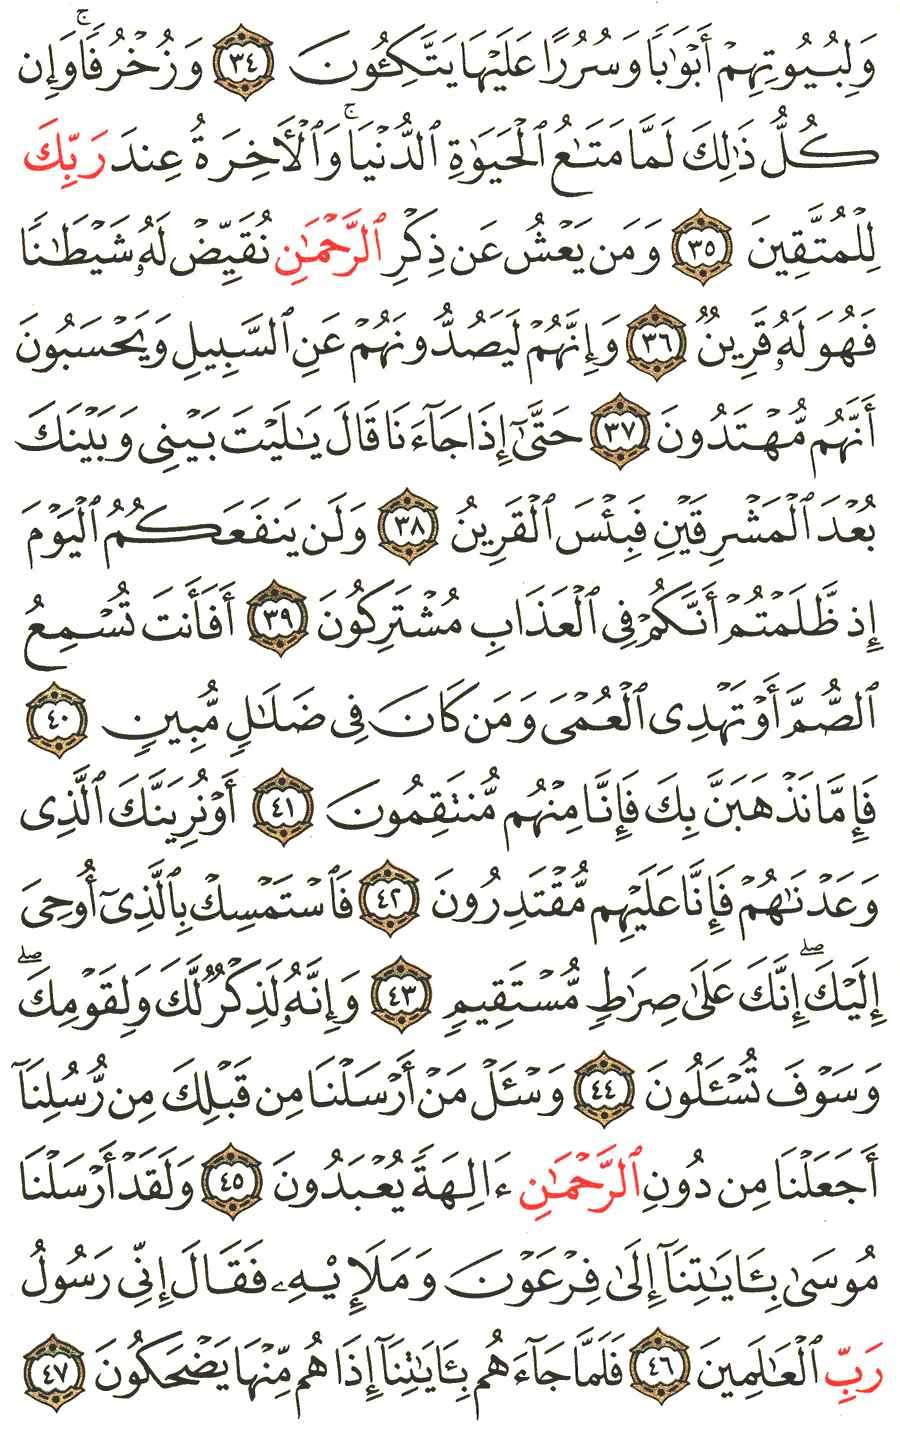 وَلِبُيُوتِهِمْ أَبْوَٰبًا وَسُرُرًا عَلَيْهَا يَتَّكِـُٔونَ ٣٤ وَزُخْرُفًا ۚ وَإِن
كُلُّ ذَٰلِكَ لَمَّا مَتَـٰعُ ٱلْحَيَوٰةِ ٱلدُّنْيَا ۚ وَٱلْـَٔاخِرَةُ عِندَ رَبِّكَ
لِلْمُتَّقِينَ ٣٥ وَمَن يَعْشُ عَن ذِكْرِ ٱلرَّحْمَـٰنِ نُقَيِّضْ لَهُۥ شَيْطَـٰنًا
فَهُوَ لَهُۥ قَرِينٌ ٣٦ وَإِنَّهُمْ لَيَصُدُّونَهُمْ عَنِ ٱلسَّبِيلِ وَيَحْسَبُونَ
أَنَّهُم مُّهْتَدُونَ ٣٧ حَتَّىٰٓ إِذَا جَآءَنَا قَالَ يَـٰلَيْتَ بَيْنِى وَبَيْنَكَ
بُعْدَ ٱلْمَشْرِقَيْنِ فَبِئْسَ ٱلْقَرِينُ ٣٨ وَلَن يَنفَعَكُمُ ٱلْيَوْمَ
إِذ ظَّلَمْتُمْ أَنَّكُمْ فِى ٱلْعَذَابِ مُشْتَرِكُونَ ٣٩ أَفَأَنتَ تُسْمِعُ
ٱلصُّمَّ أَوْ تَهْدِى ٱلْعُمْىَ وَمَن كَانَ فِى ضَلَـٰلٍ مُّبِينٍ ٤٠
فَإِمَّا نَذْهَبَنَّ بِكَ فَإِنَّا مِنْهُم مُّنتَقِمُونَ ٤١ أَوْ نُرِيَنَّكَ ٱلَّذِى
وَعَدْنَـٰهُمْ فَإِنَّا عَلَيْهِم مُّقْتَدِرُونَ ٤٢ فَٱسْتَمْسِكْ بِٱلَّذِىٓ أُوحِىَ
إِلَيْكَ ۖ إِنَّكَ عَلَىٰ صِرَٰطٍ مُّسْتَقِيمٍ ٤٣ وَإِنَّهُۥ لَذِكْرٌ لَّكَ وَلِقَوْمِكَ ۖ
وَسَوْفَ تُسْـَٔلُونَ ٤٤ وَسْـَٔلْ مَنْ أَرْسَلْنَا مِن قَبْلِكَ مِن رُّسُلِنَآ
أَجَعَلْنَا مِن دُونِ ٱلرَّحْمَـٰنِ ءَالِهَةً يُعْبَدُونَ ٤٥ وَلَقَدْ أَرْسَلْنَا
مُوسَىٰ بِـَٔايَـٰتِنَآ إِلَىٰ فِرْعَوْنَ وَمَلَإِي۟هِۦ فَقَالَ إِنِّى رَسُولُ
رَبِّ ٱلْعَـٰلَمِينَ ٤٦ فَلَمَّا جَآءَهُم بِـَٔايَـٰتِنَآ إِذَا هُم مِّنْهَا يَضْحَكُونَ ٤٧